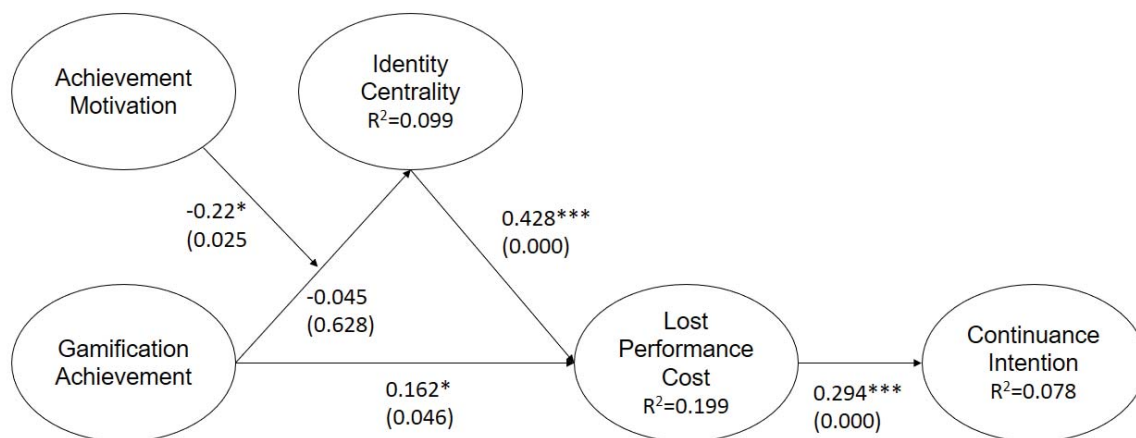 Achievement
Motivation
Identity
Centrality
R²=0.099
-0.22*
(0.025
0.428***
(0.000)
-0.045
(0.628)
Gamification
Achievement
0.162*
(0.046)
Lost
Performance
Cost
R²=0.199
0.294***
(0.000)
Continuance
Intention
R²=0.078